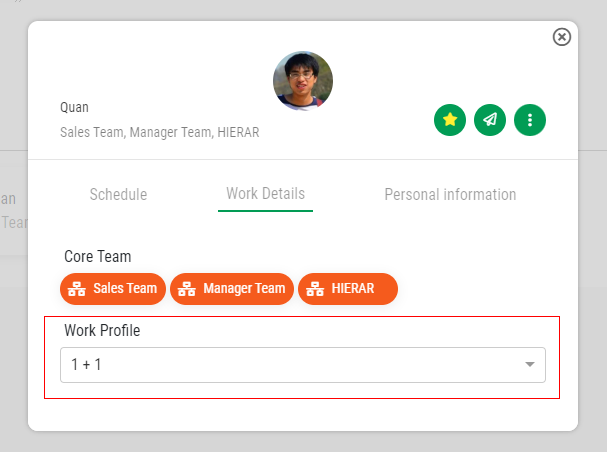 Quan
Sales Team, Manager Team, HIERAR
Schedule
Work Details
Personal information
Core Team
Sales Team
Manager Team
HIERAR
an
Tear
Work Profile
1 + 1